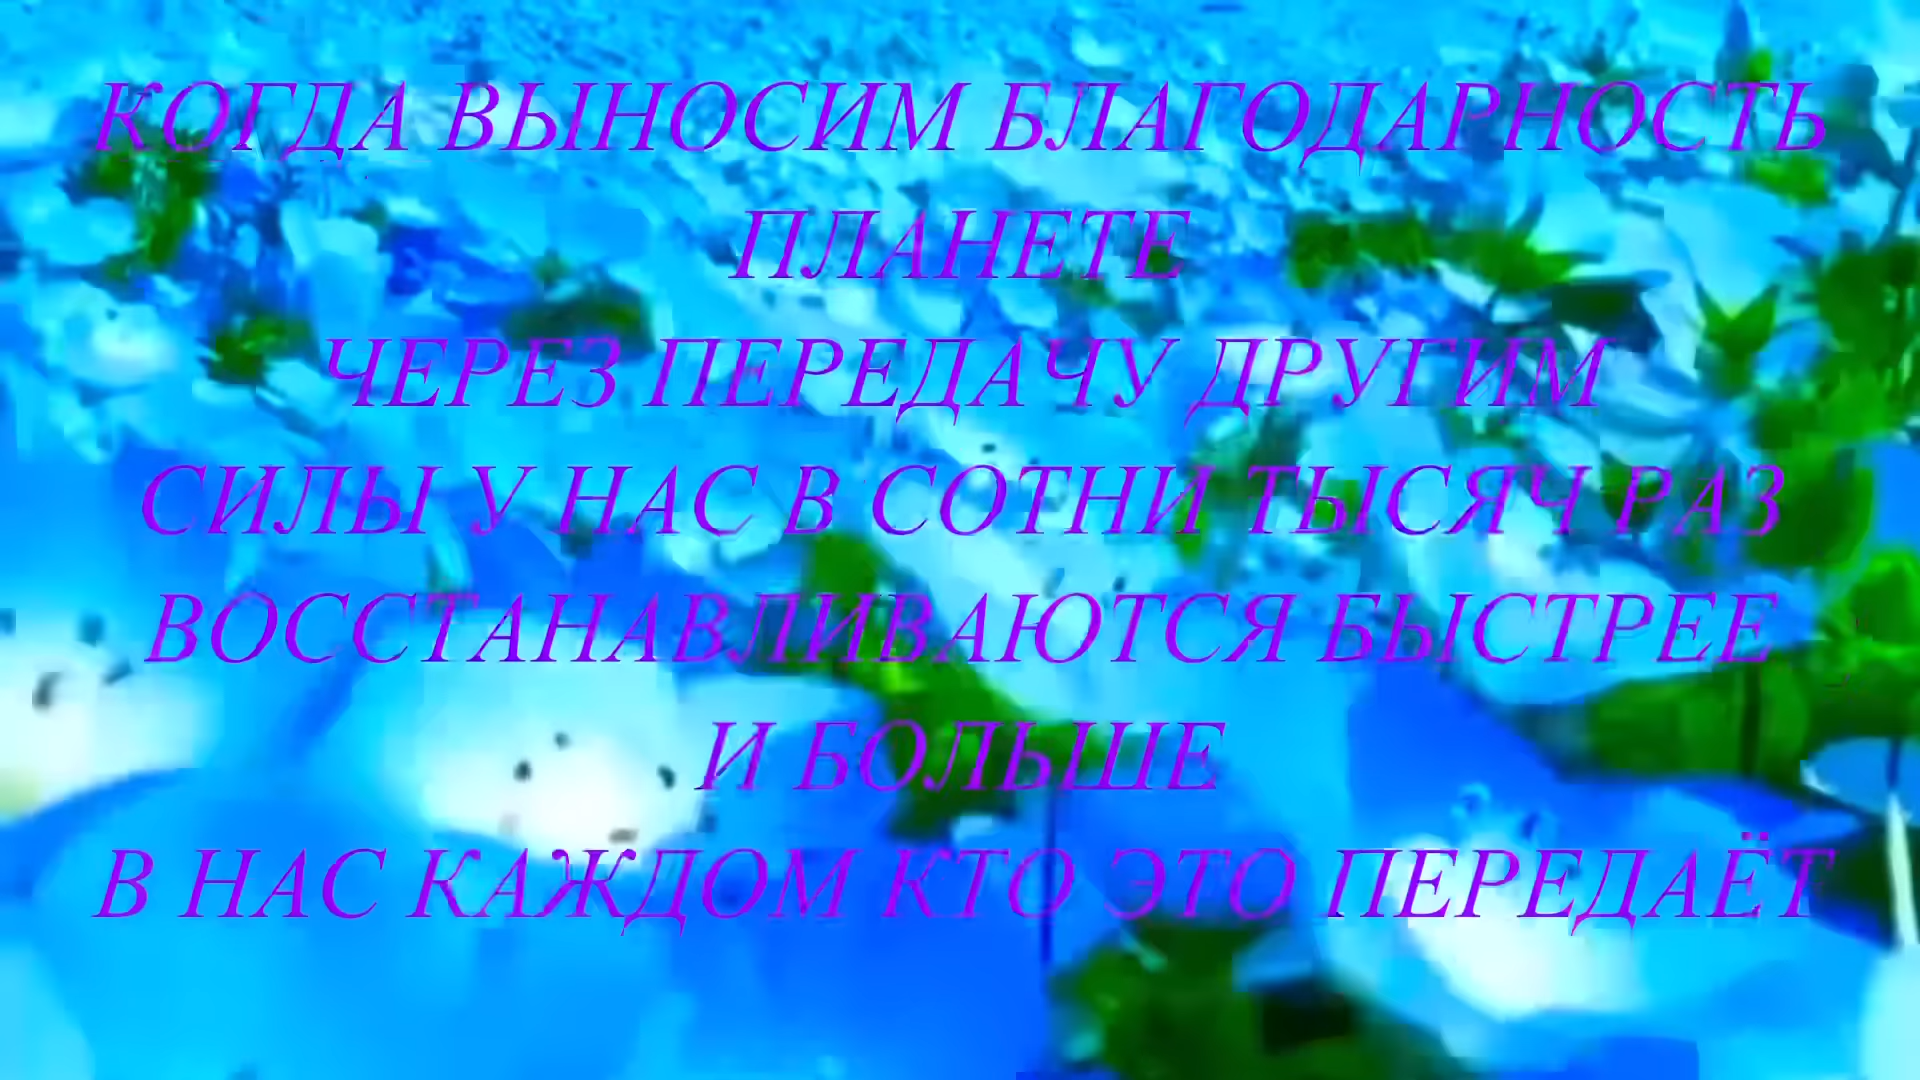 КОГДА ВЫНОСИМ БЛАГОДАРНОСТЬ
ПЛАНЕТЕ
ЧЕРЕЗ ПЕРЕДАЧУ ДРУГИМ
СИЛЫ У НАС В СОТНИ ТЫСЯЧ РАЗ
ВОССТАНАВЛИВАЮТСЯ БЫСТРЕЕ
И БОЛЬШЕ
В НАС КАЖДОМ КТО ЭТО ПЕРЕДАЁТ